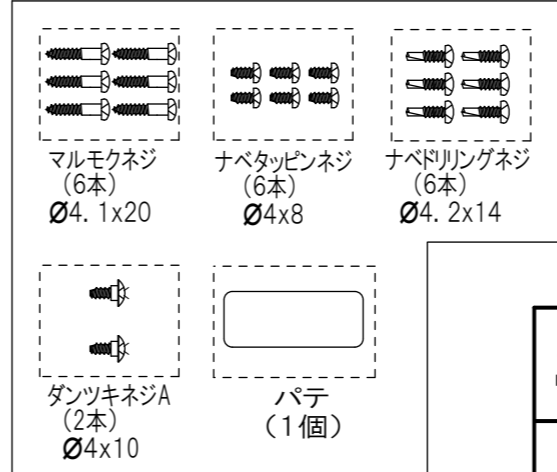 マルモクネジ
(6本)
Ø4. 1x20
ナベタッピンネジ
(6本)
Ø4x8
ナベドリリングネジ
(6本)
Ø4. 2x14
ダンツキネジA
(2本)
Ø4x10
パテ
(1個)